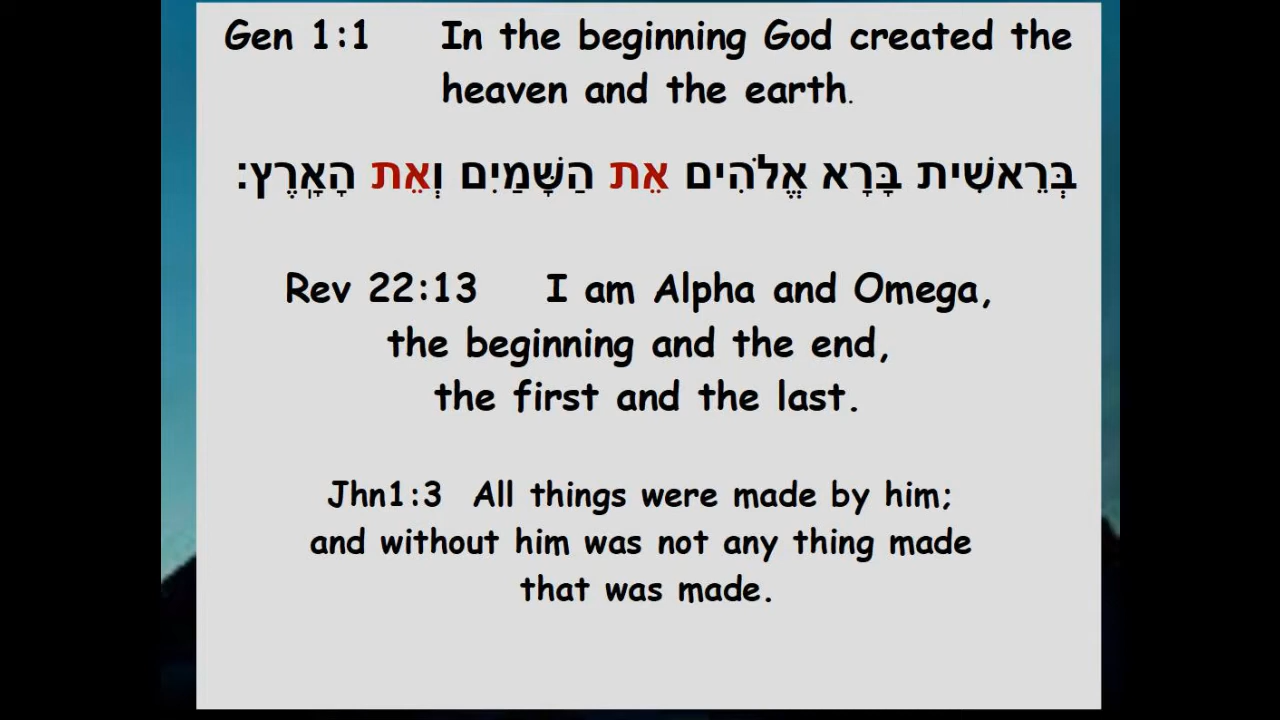 Gen 1:1 In the beginning God created the
heaven and the earth.
בְּרֵאשִׁית בָּרָא אֱלֹהִים אֵת הַשָּׁמַיִם וְאֵת הָאָֽרֶץ׃
Rev 22:13 I am Alpha and Omega,
the beginning and the end,
the first and the last.
Jhn1:3 All things were made by him;
and without him was not any thing made
that was made.